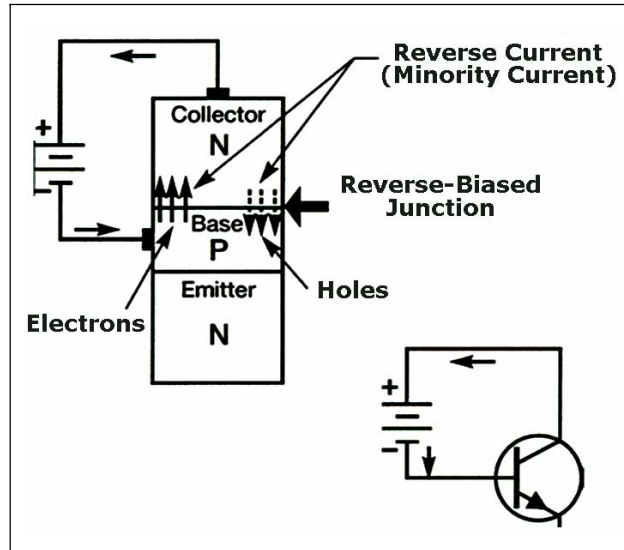 Reverse Current
(Minority Current)
Collector
N
+
-
Reverse-Biased
Junction
Base
P
Holes
Emitter
Electrons
N
+
-